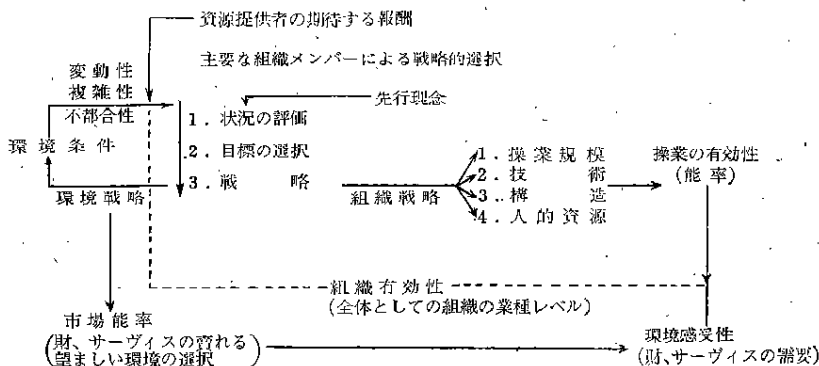 資源提供者の期待する報酬
主要な組織メンバーによる戦略的選択
変動性
複雑性
不都合性
先行理念
1. 状況の評価
環境条件
2. 目標の選択
3. 戦略
環境戦略
組織戦略
1. 操業規模
2. 技術
3. 構造
4. 人的資源
操業の有効性
(能率)
組織有効性
(全体としての組織の業種レベル)
市場能率
(財、サーヴィスの売れる
望ましい環境の選択)
環境感受性
(財、サーヴィスの需要)